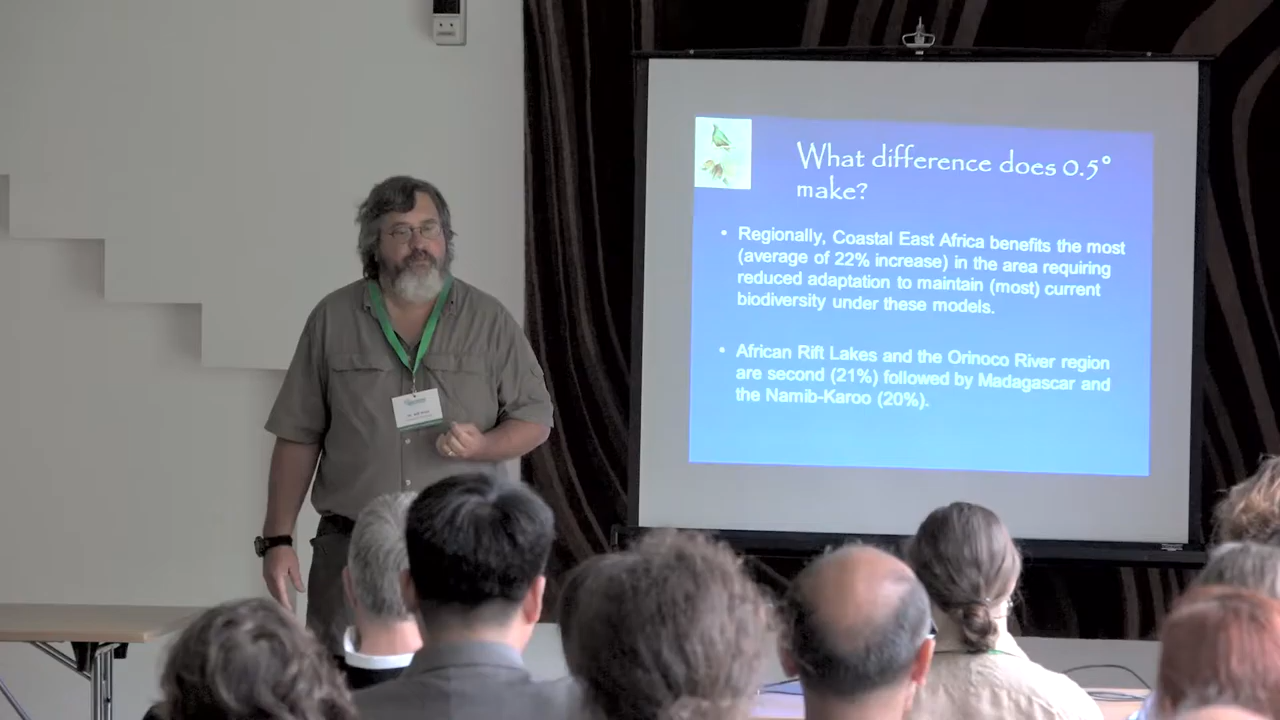 What difference does 0.5°
make?
• Regionally, Coastal East Africa benefits the most
(average of 22% increase) in the area requiring
reduced adaptation to maintain (most) current
biodiversity under these models.
• African Rift Lakes and the Orinoco River region
are second (21%) followed by Madagascar and
the Namib-Karoo (20%).